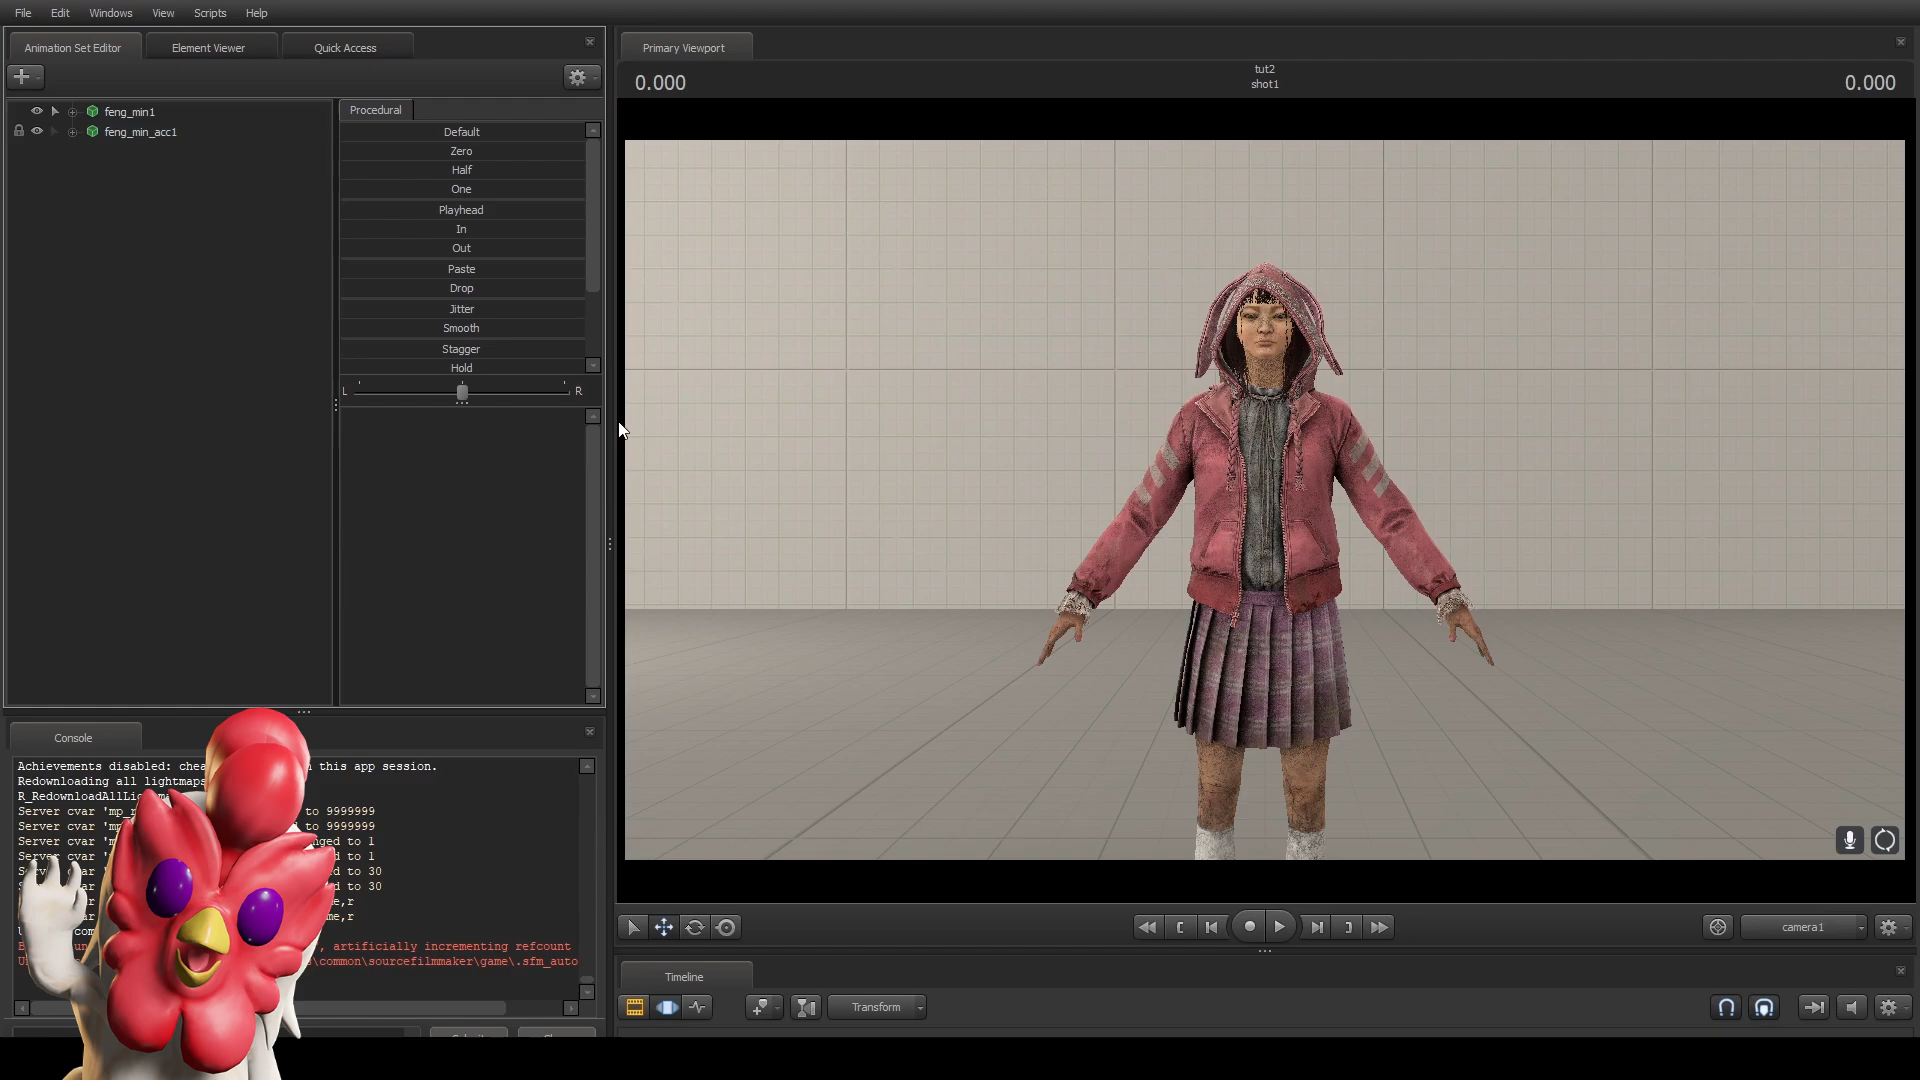 File Edit Windows View Scripts Help
Animation Set Editor Element Viewer Quick Access
feng_min1
feng_min_acc1
Procedural
Default
Zero
Half
One
Playhead
In
Out
Paste
Drop
Jitter
Smooth
Stagger
Hold
L R
Primary Viewport
0.000
tut2
shot1
0.000
camera1
Console
Achievements disabled: this app session.
Redownloading all lightmaps
Server cvar to 9999999
Server cvar to 9999999
Server cvar to 1
Server to 1
to 30
to 30
, artificially incrementing refcount
\common\sourcefilmmaker\game\.sfm_auto
Timeline
Transform